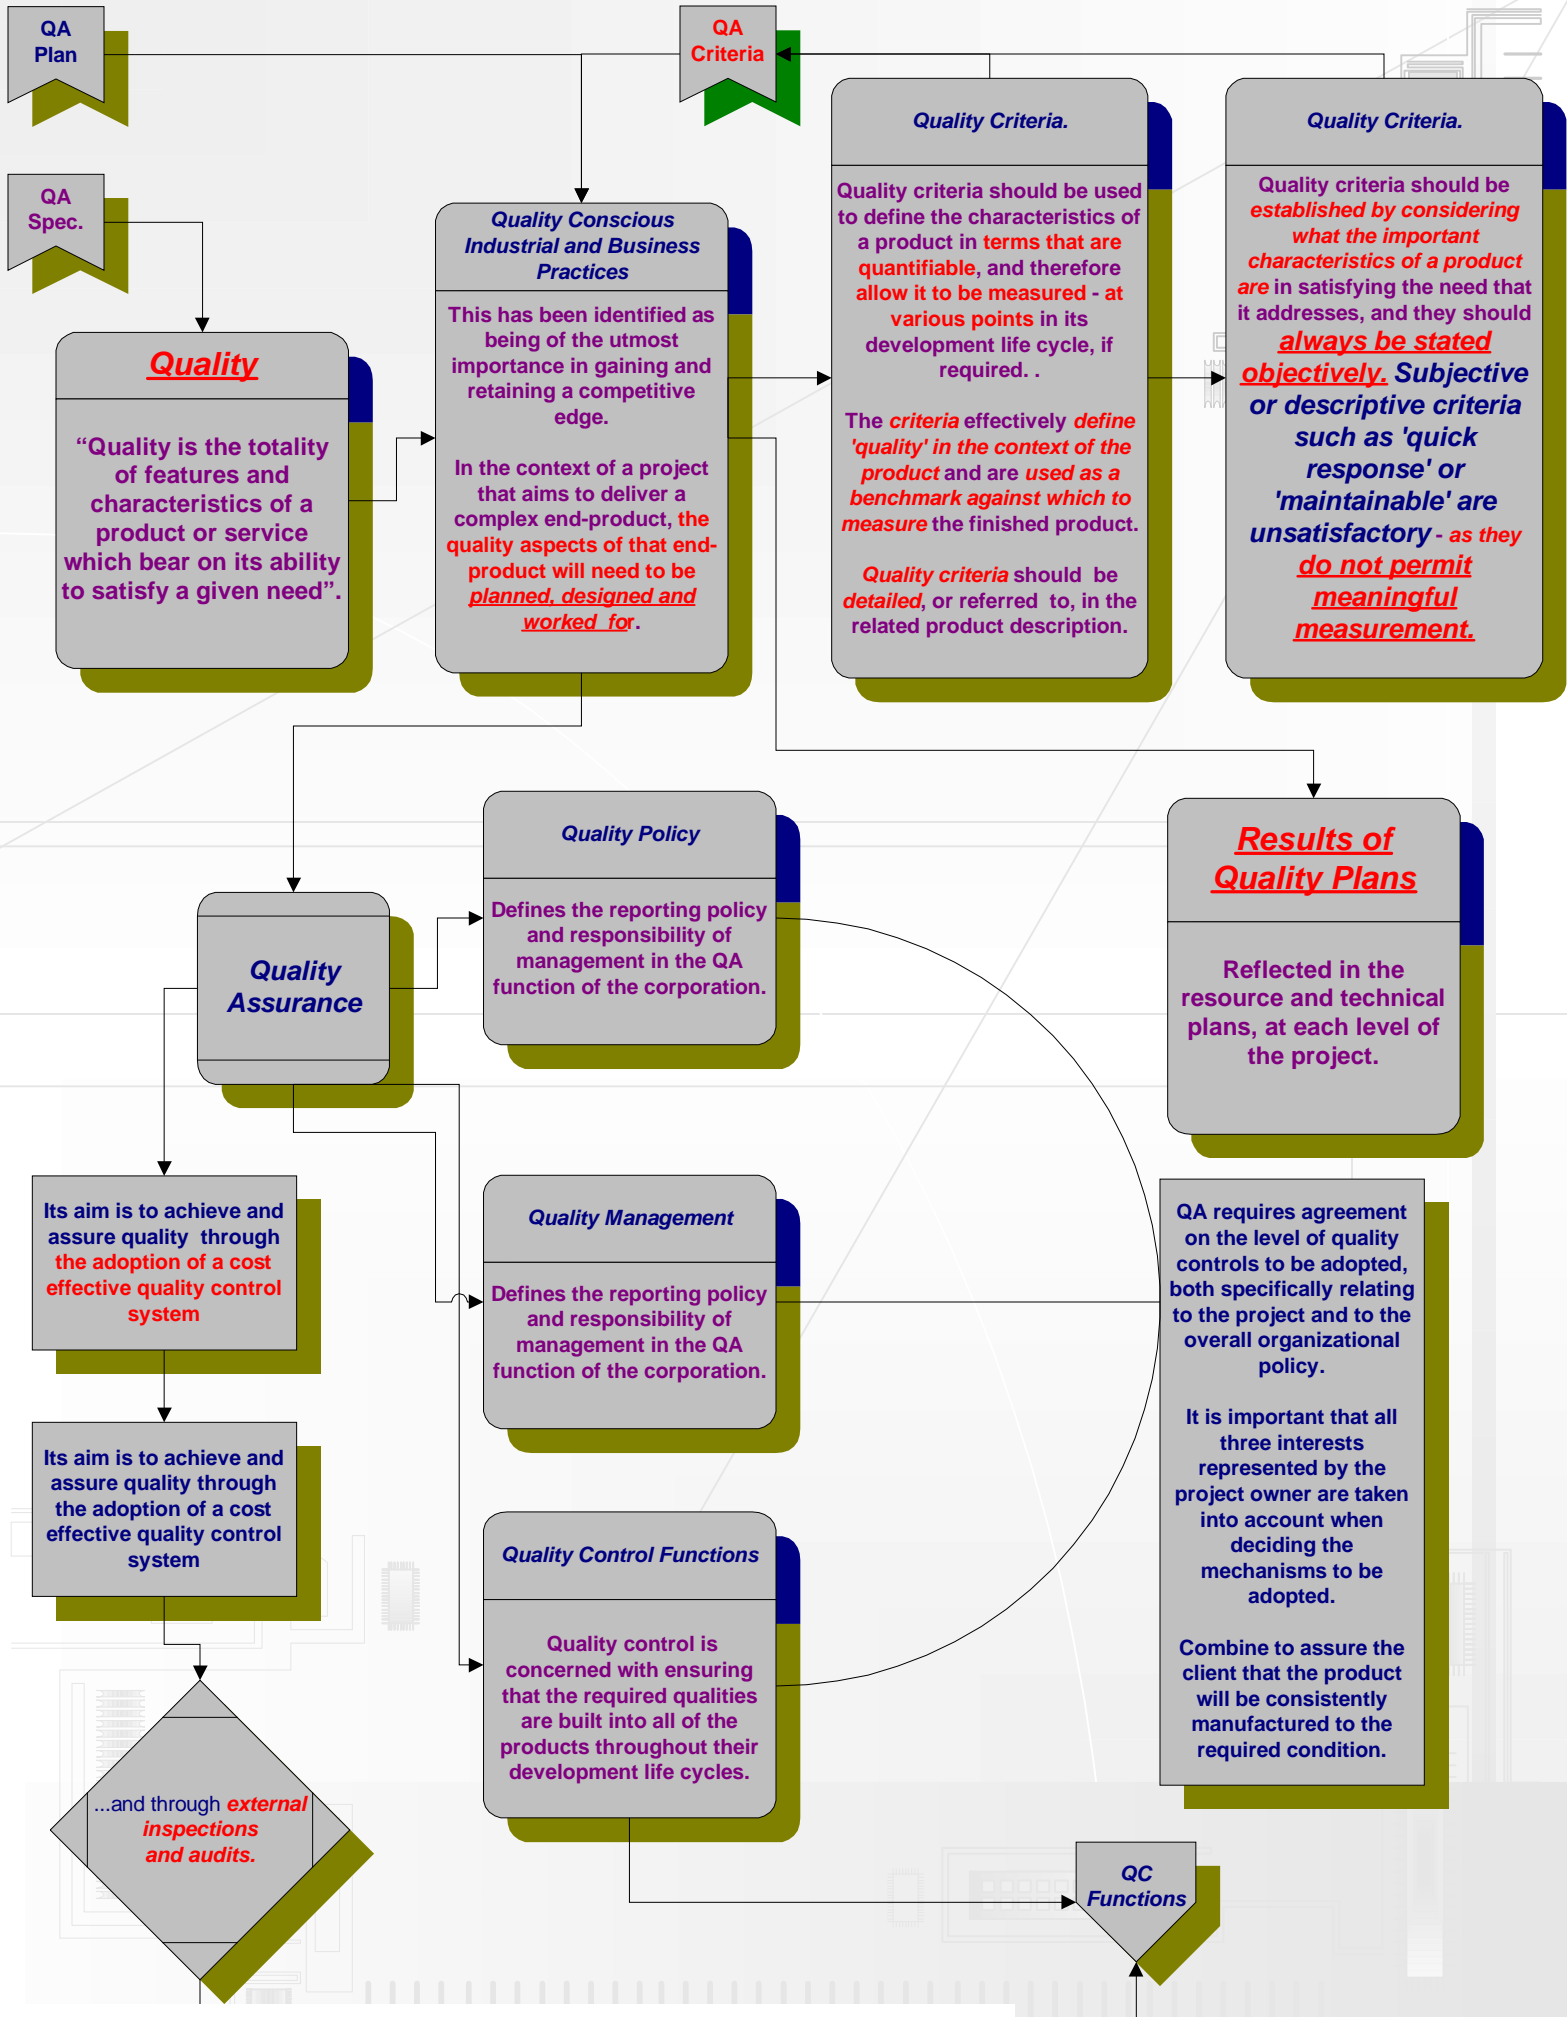 QA
Plan
QA
Criteria
QA
Spec.
Quality
“Quality is the totality
of features and
characteristics of a
product or service
which bear on its ability
to satisfy a given need”.
Quality Conscious
Industrial and Business
Practices
This has been identified as
being of the utmost
importance in gaining and
retaining a competitive
edge.
In the context of a project
that aims to deliver a
complex end-product, the
quality aspects of that end-
product will need to be
planned, designed and
worked for.
Quality Criteria.
Quality criteria should be used
to define the characteristics of
a product in terms that are
quantifiable, and therefore
allow it to be measured - at
various points in its
development life cycle, if
required. .
The criteria effectively define
'quality' in the context of the
product and are used as a
benchmark against which to
measure the finished product.
Quality criteria should be
detailed, or referred to, in the
related product description.
Quality Criteria.
Quality criteria should be
established by considering
what the important
characteristics of a product
are in satisfying the need that
it addresses, and they should
always be stated
objectively. Subjective
or descriptive criteria
such as 'quick
response' or
'maintainable' are
unsatisfactory - as they
do not permit
meaningful
measurement.
Quality Policy
Defines the reporting policy
and responsibility of
management in the QA
function of the corporation.
Results of
Quality Plans
Reflected in the
resource and technical
plans, at each level of
the project.
Quality
Assurance
Its aim is to achieve and
assure quality through
the adoption of a cost
effective quality control
system
Quality Management
Defines the reporting policy
and responsibility of
management in the QA
function of the corporation.
QA requires agreement
on the level of quality
controls to be adopted,
both specifically relating
to the project and to the
overall organizational
policy.
It is important that all
three interests
represented by the
project owner are taken
into account when
deciding the
mechanisms to be
adopted.
Combine to assure the
client that the product
will be consistently
manufactured to the
required condition.
Its aim is to achieve and
assure quality through
the adoption of a cost
effective quality control
system
Quality Control Functions
Quality control is
concerned with ensuring
that the required qualities
are built into all of the
products throughout their
development life cycles.
...and through external
inspections
and audits.
QC
Functions